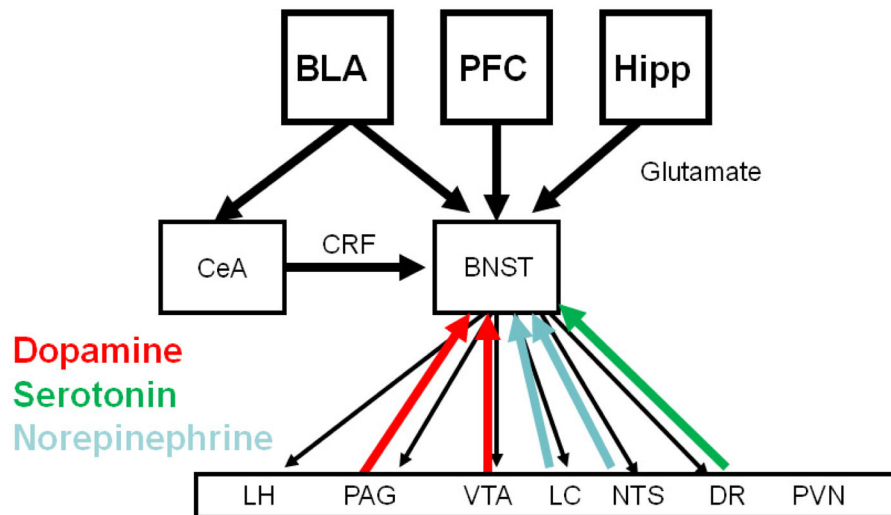 BLA PFC Hipp
Glutamate
CRF
CeA BNST
Dopamine
Serotonin
Norepinephrine
LH PAG VTA LC NTS DR PVN